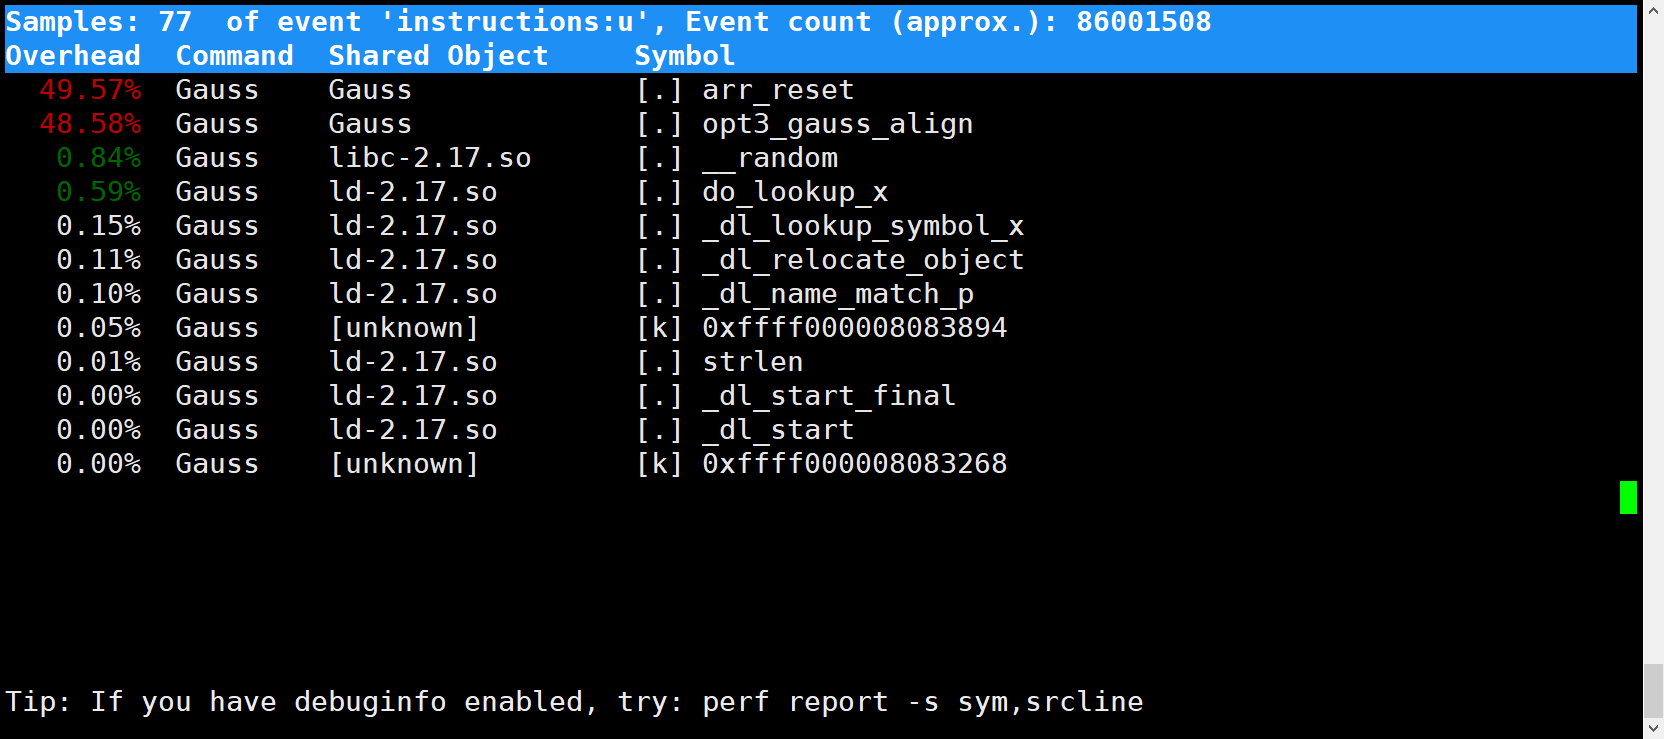 Samples: 77  of event 'instructions:u', Event count (approx.): 86001508
Overhead  Command  Shared Object     Symbol
  49.57%  Gauss    Gauss             [.] arr_reset
  48.58%  Gauss    Gauss             [.] opt3_gauss_align
   0.84%  Gauss    libc-2.17.so      [.] __random
   0.59%  Gauss    ld-2.17.so        [.] do_lookup_x
   0.15%  Gauss    ld-2.17.so        [.] _dl_lookup_symbol_x
   0.11%  Gauss    ld-2.17.so        [.] _dl_relocate_object
   0.10%  Gauss    ld-2.17.so        [.] _dl_name_match_p
   0.05%  Gauss    [unknown]         [k] 0xffff000008083894
   0.01%  Gauss    ld-2.17.so        [.] strlen
   0.00%  Gauss    ld-2.17.so        [.] _dl_start_final
   0.00%  Gauss    ld-2.17.so        [.] _dl_start
   0.00%  Gauss    [unknown]         [k] 0xffff000008083268
Tip: If you have debuginfo enabled, try: perf report -s sym,srcline